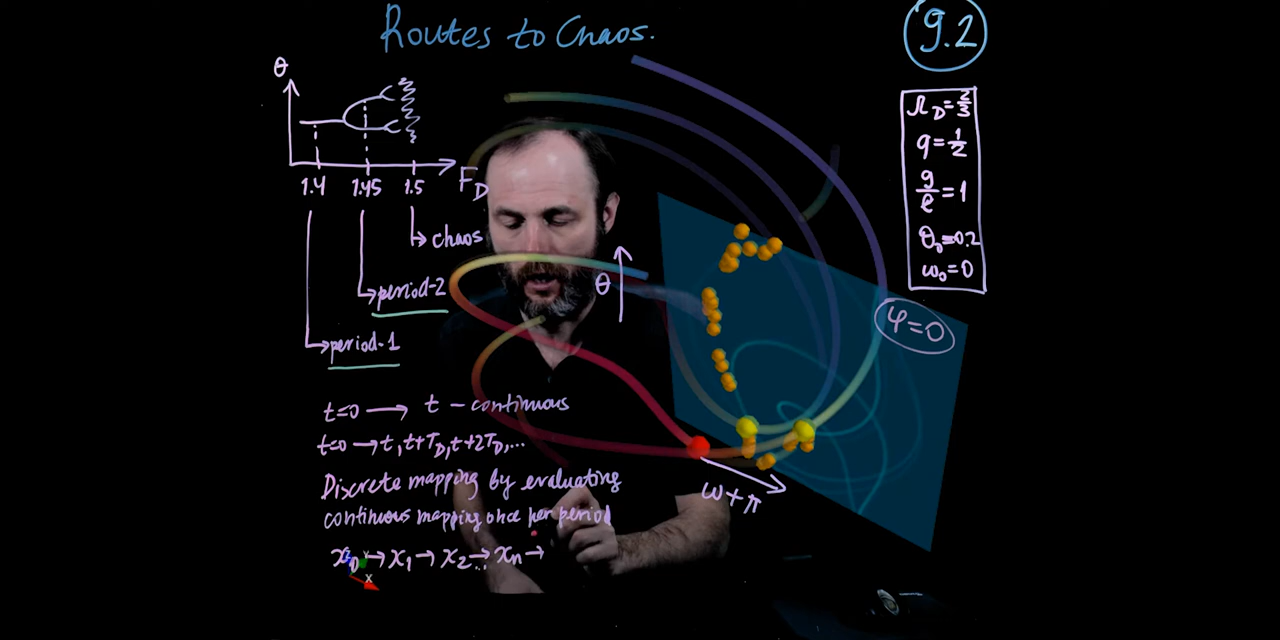 Routes to Chaos.
9.2
θ
1.4 1.45 1.5 F_D
chaos
period-2
period-1
Ω_D=2/3
q=1/2
g/ℓ=1
θ_0=0.2
ω_0=0
θ
φ=0
ω+π
t=0 → t - continuous
t=0 → t, t+T_D, t+2T_D, ...
Discrete mapping by evaluating
continuous mapping once per period
x_0 → x_1 → x_2 → .. x_n →
Y
X